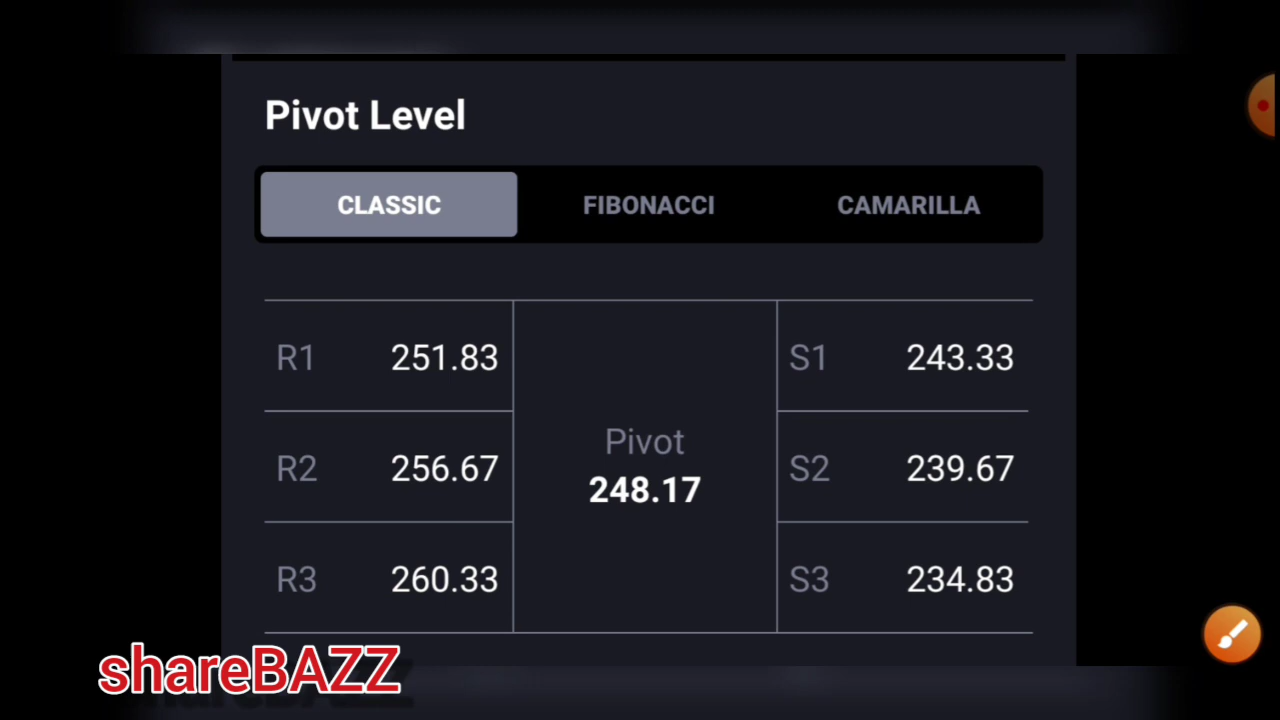 Pivot Level
CLASSIC FIBONACCI CAMARILLA
R1 251.83 S1 243.33
Pivot
R2 256.67 248.17 S2 239.67
R3 260.33 S3 234.83
shareBAZZ